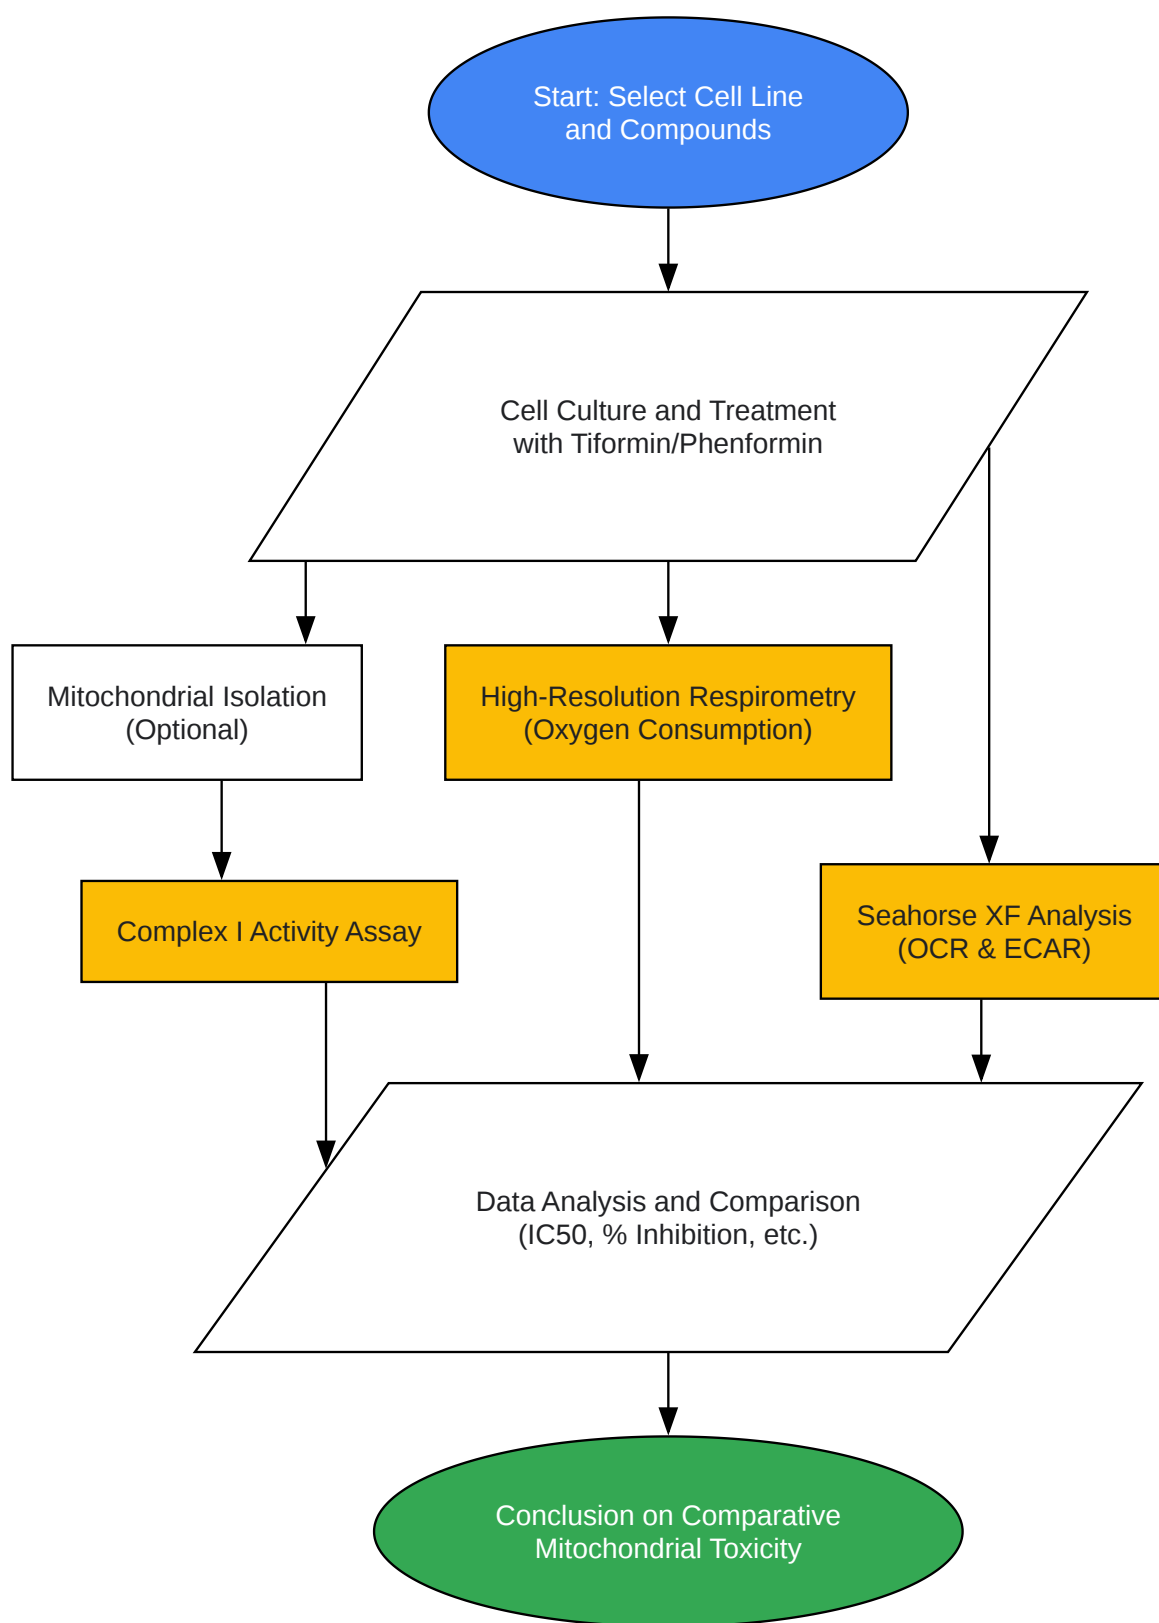 Start: Select Cell Line
and Compounds
Cell Culture and Treatment
with Tiformin/Phenformin
Mitochondrial Isolation
(Optional)
High-Resolution Respirometry
(Oxygen Consumption)
Complex I Activity Assay
Seahorse XF Analysis
(OCR & ECAR)
Data Analysis and Comparison
(IC50, % Inhibition, etc.)
Conclusion on Comparative
Mitochondrial Toxicity